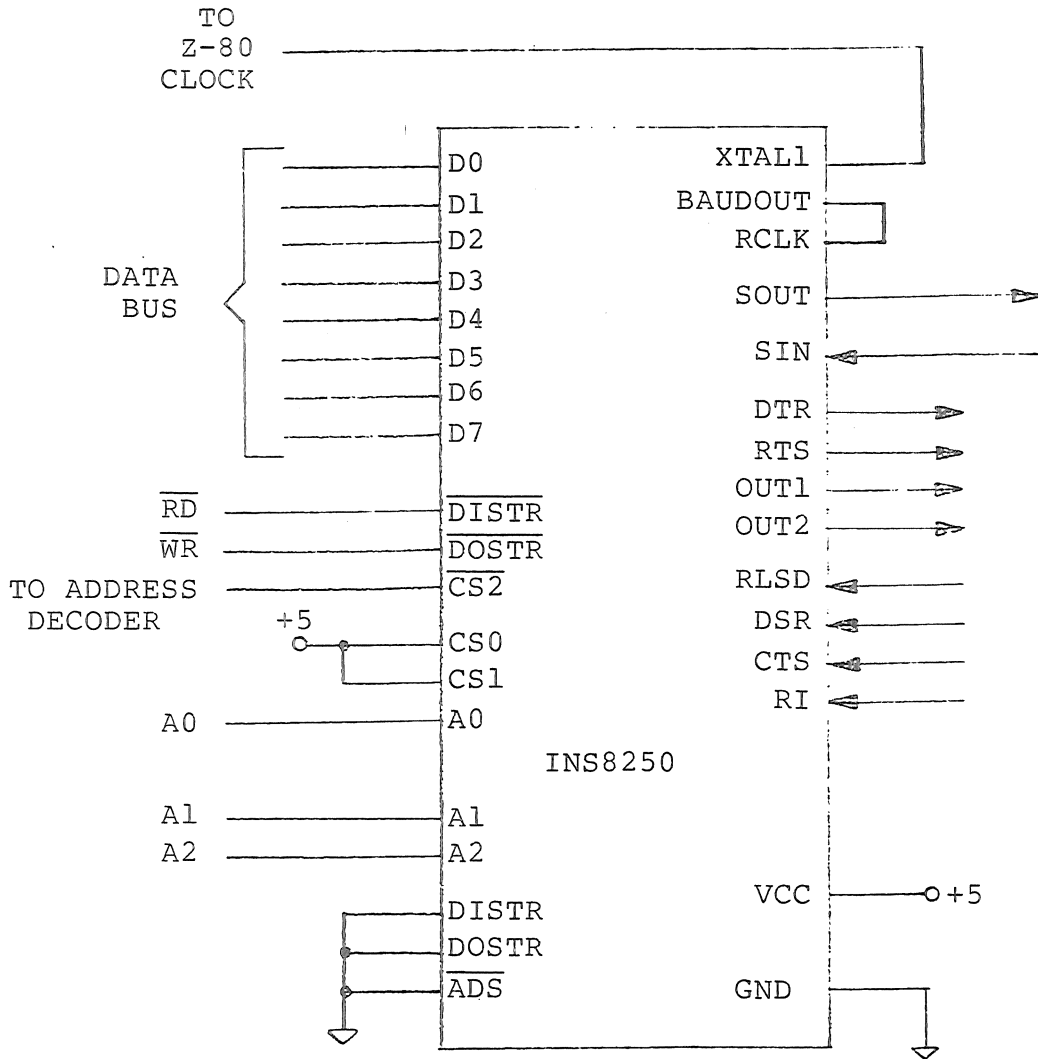 TO
Z-80
CLOCK
XTAL1
D0
BAUDOUT
D1
RCLK
D2
DATA
BUS
D3
SOUT
D4
SIN
D5
D6
DTR
D7
RTS
OUT1
RD
DISTR
OUT2
WR
DOSTR
TO ADDRESS
DECODER
CS2
RLSD
+5
DSR
CS0
CTS
CS1
RI
A0
A0
INS8250
A1
A1
A2
A2
VCC
+5
DISTR
DOSTR
ADS
GND